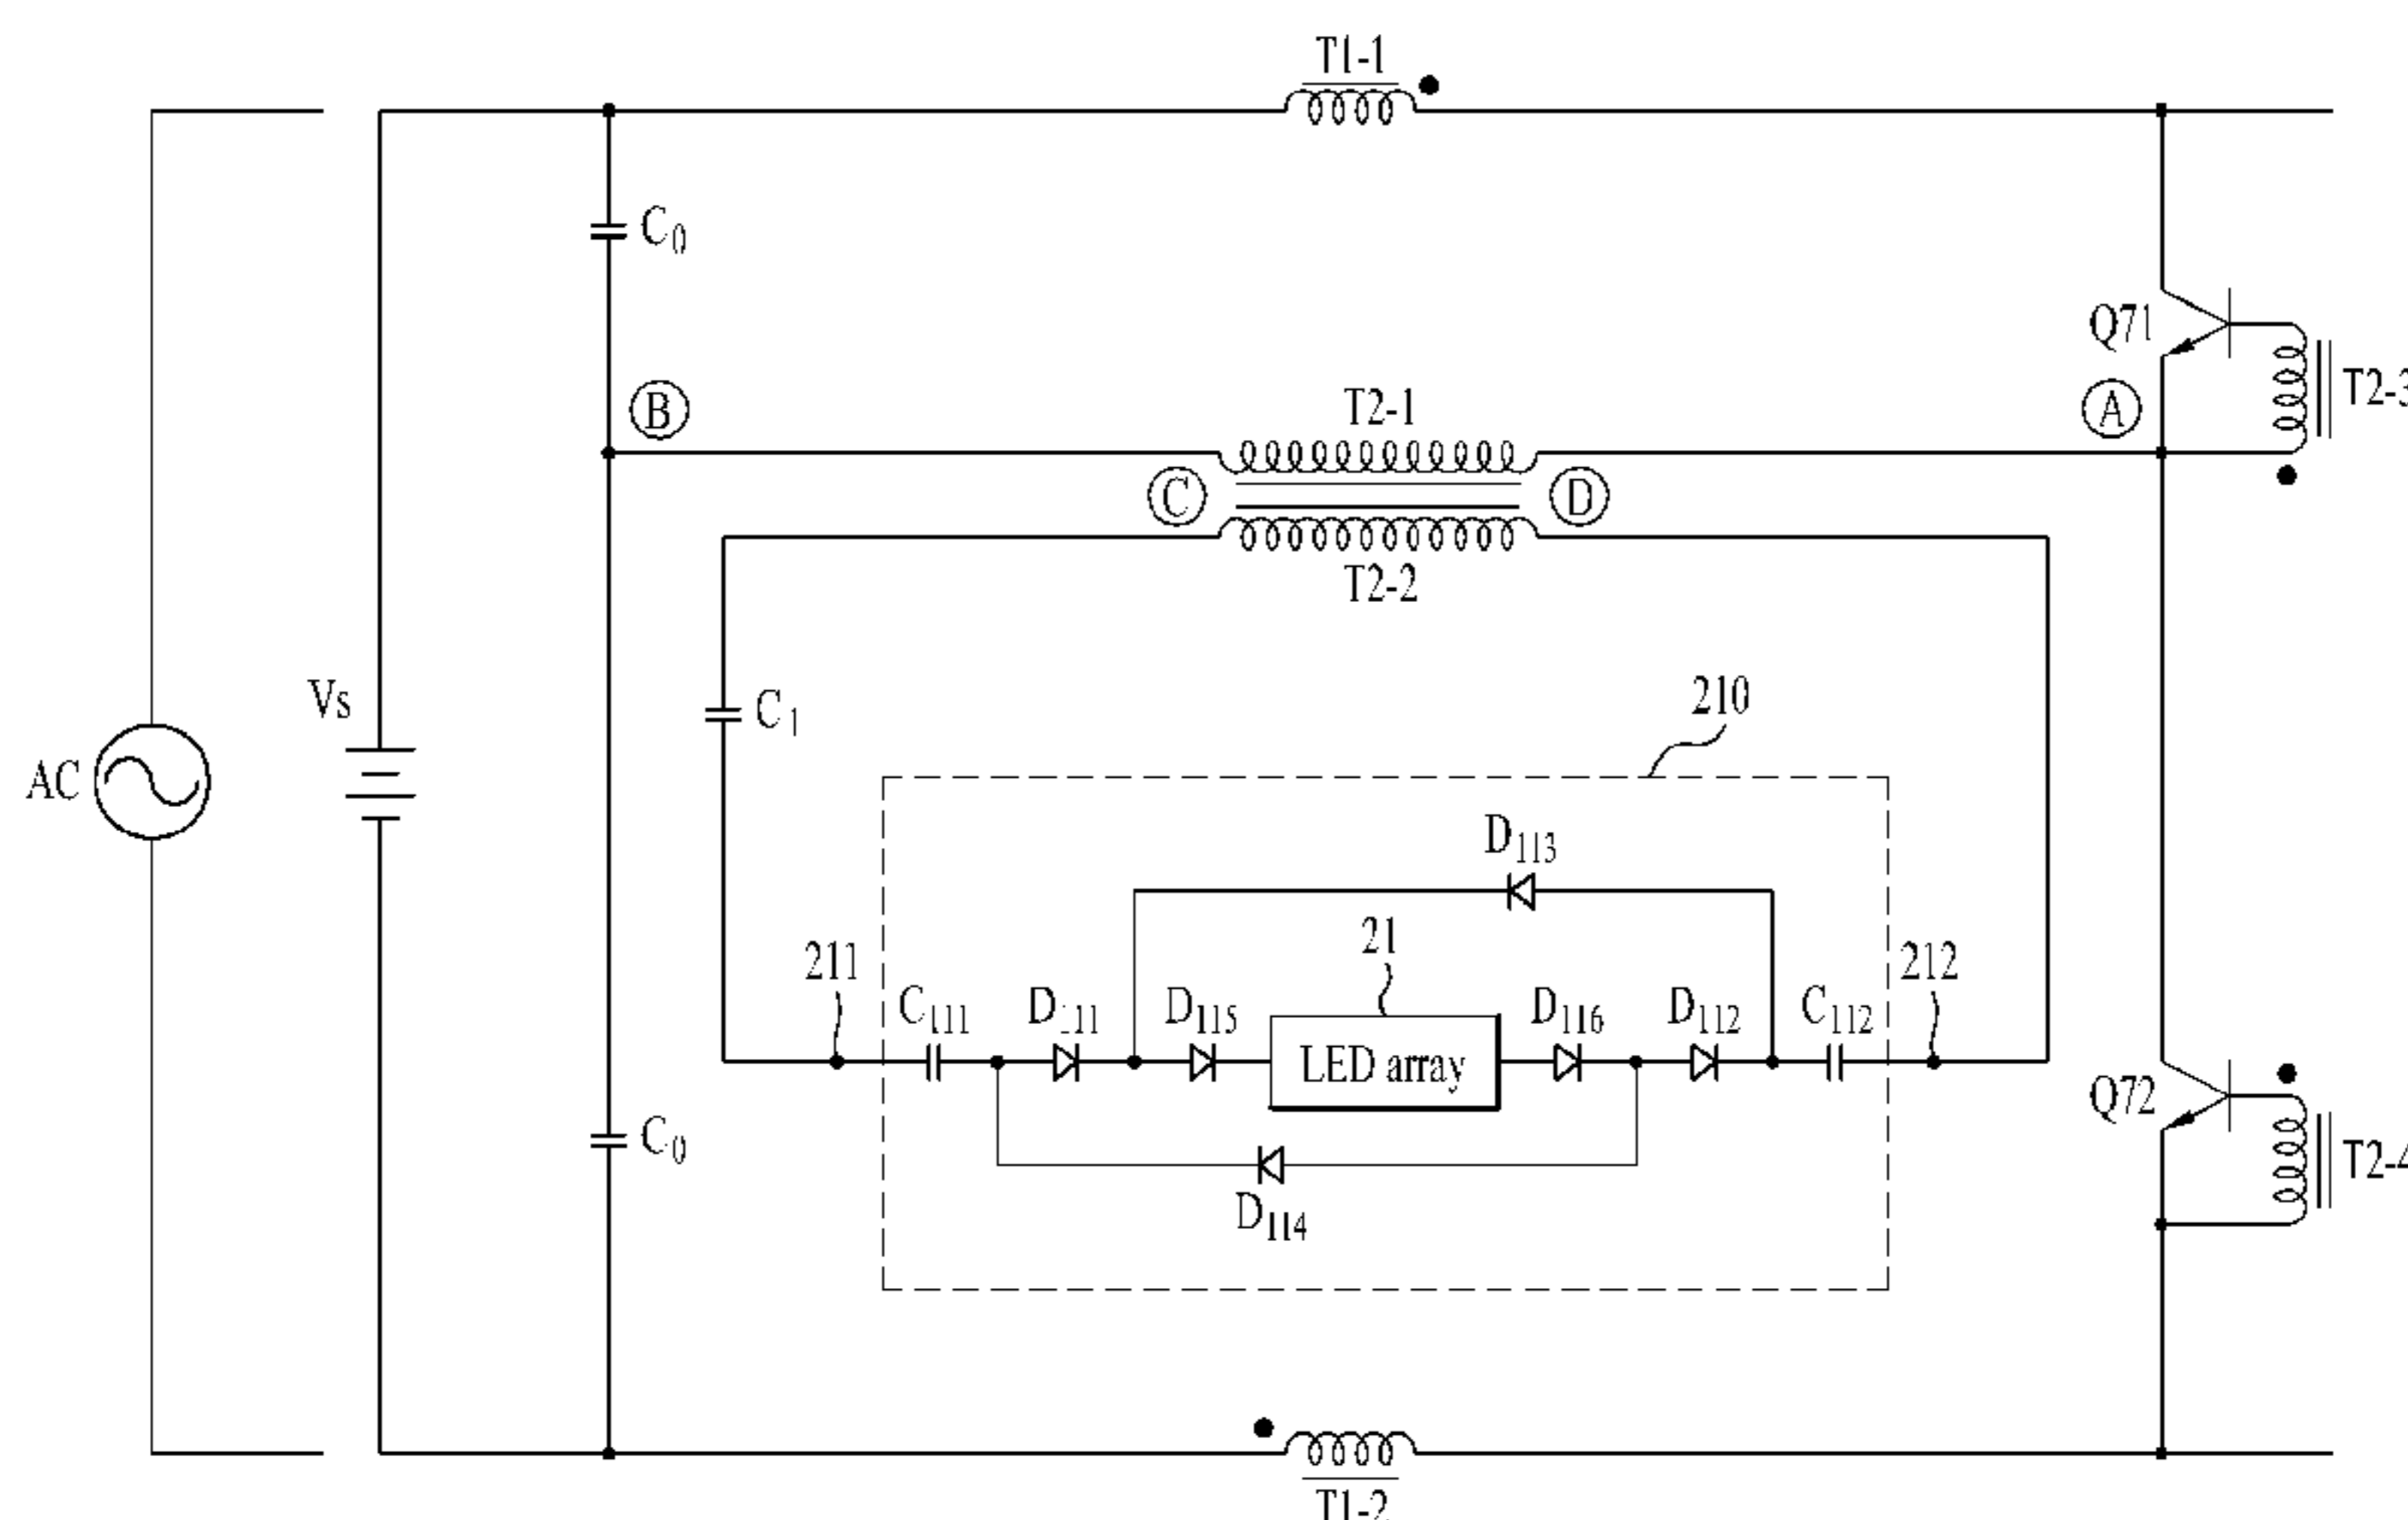 T1-1
C0
Q71
T2-3
B
T2-1
A
C
D
T2-2
Vs
C1
210
AC
D113
21
211
212
C111
D111
D115
LED array
D116
D112
C112
Q72
C0
T2-4
D114
T1-2